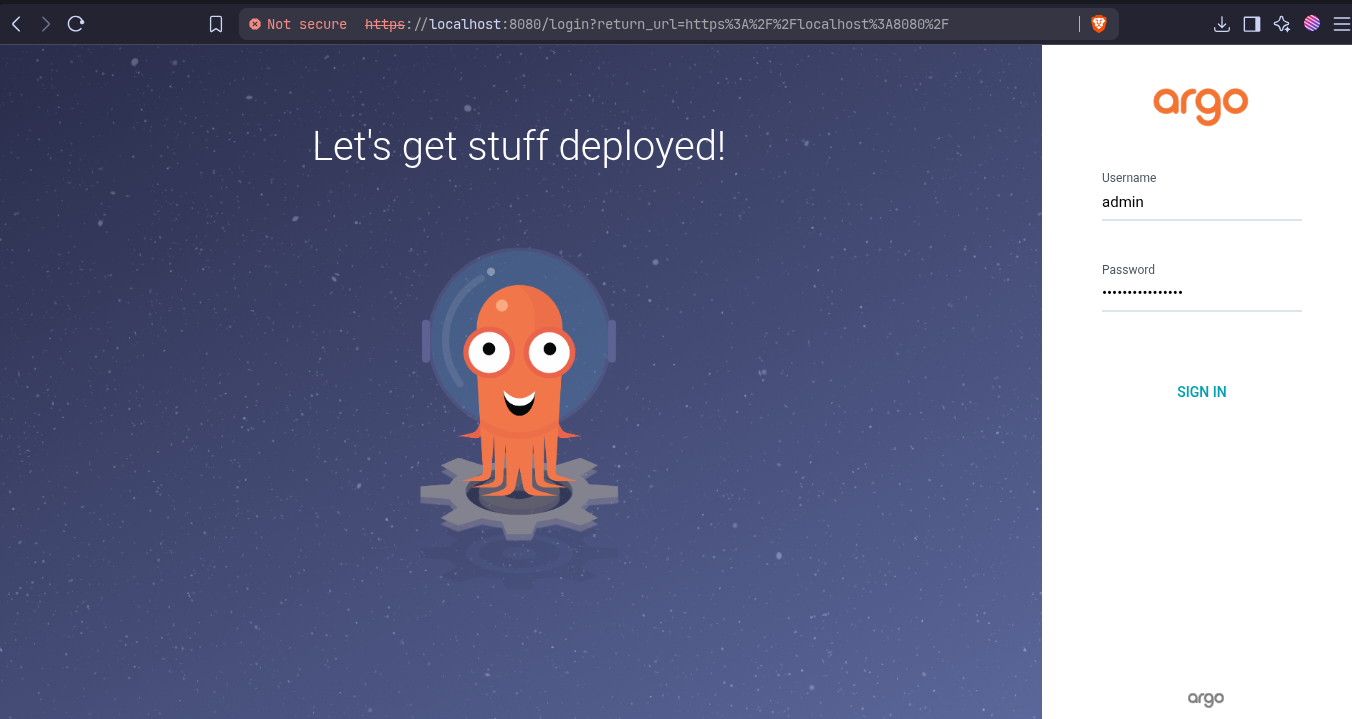 Not secure https://localhost:8080/login?return_url=https%3A%2F%2Flocalhost%3A8080%2F
Let's get stuff deployed!
argo
Username
admin
Password
••••••••••••••••
SIGN IN
argo